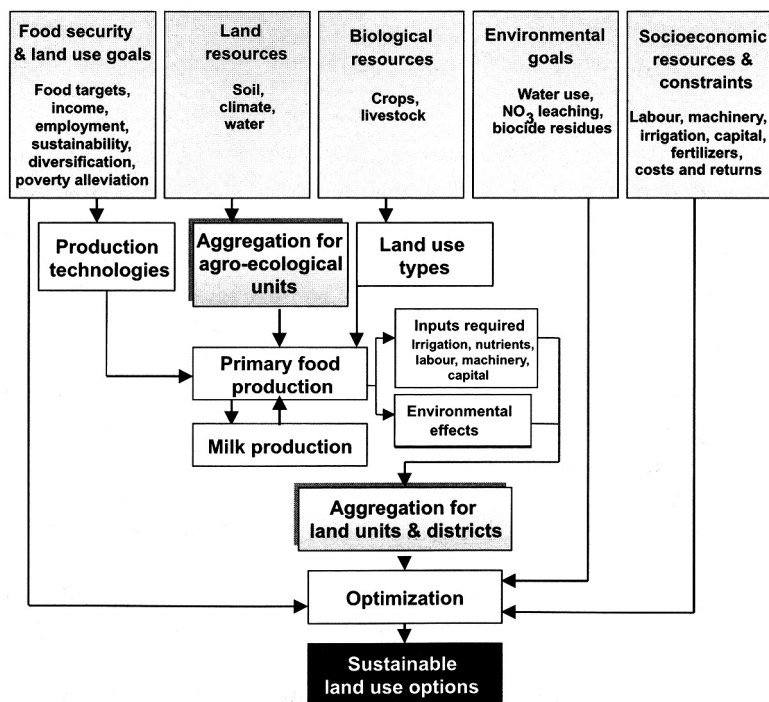 Food security
& land use goals
Food targets,
income,
employment,
sustainability,
diversification,
poverty alleviation
Land
resources
Soil,
climate,
water
Biological
resources
Crops,
livestock
Environmental
goals
Water use,
NO3 leaching,
biocide residues
Socioeconomic
resources &
constraints
Labour, machinery,
irrigation, capital,
fertilizers,
costs and returns
Production
technologies
Aggregation for
agro-ecological
units
Land use
types
Primary food
production
Inputs required
Irrigation, nutrients,
labour, machinery,
capital
Environmental
effects
Milk production
Aggregation for
land units & districts
Optimization
Sustainable
land use options